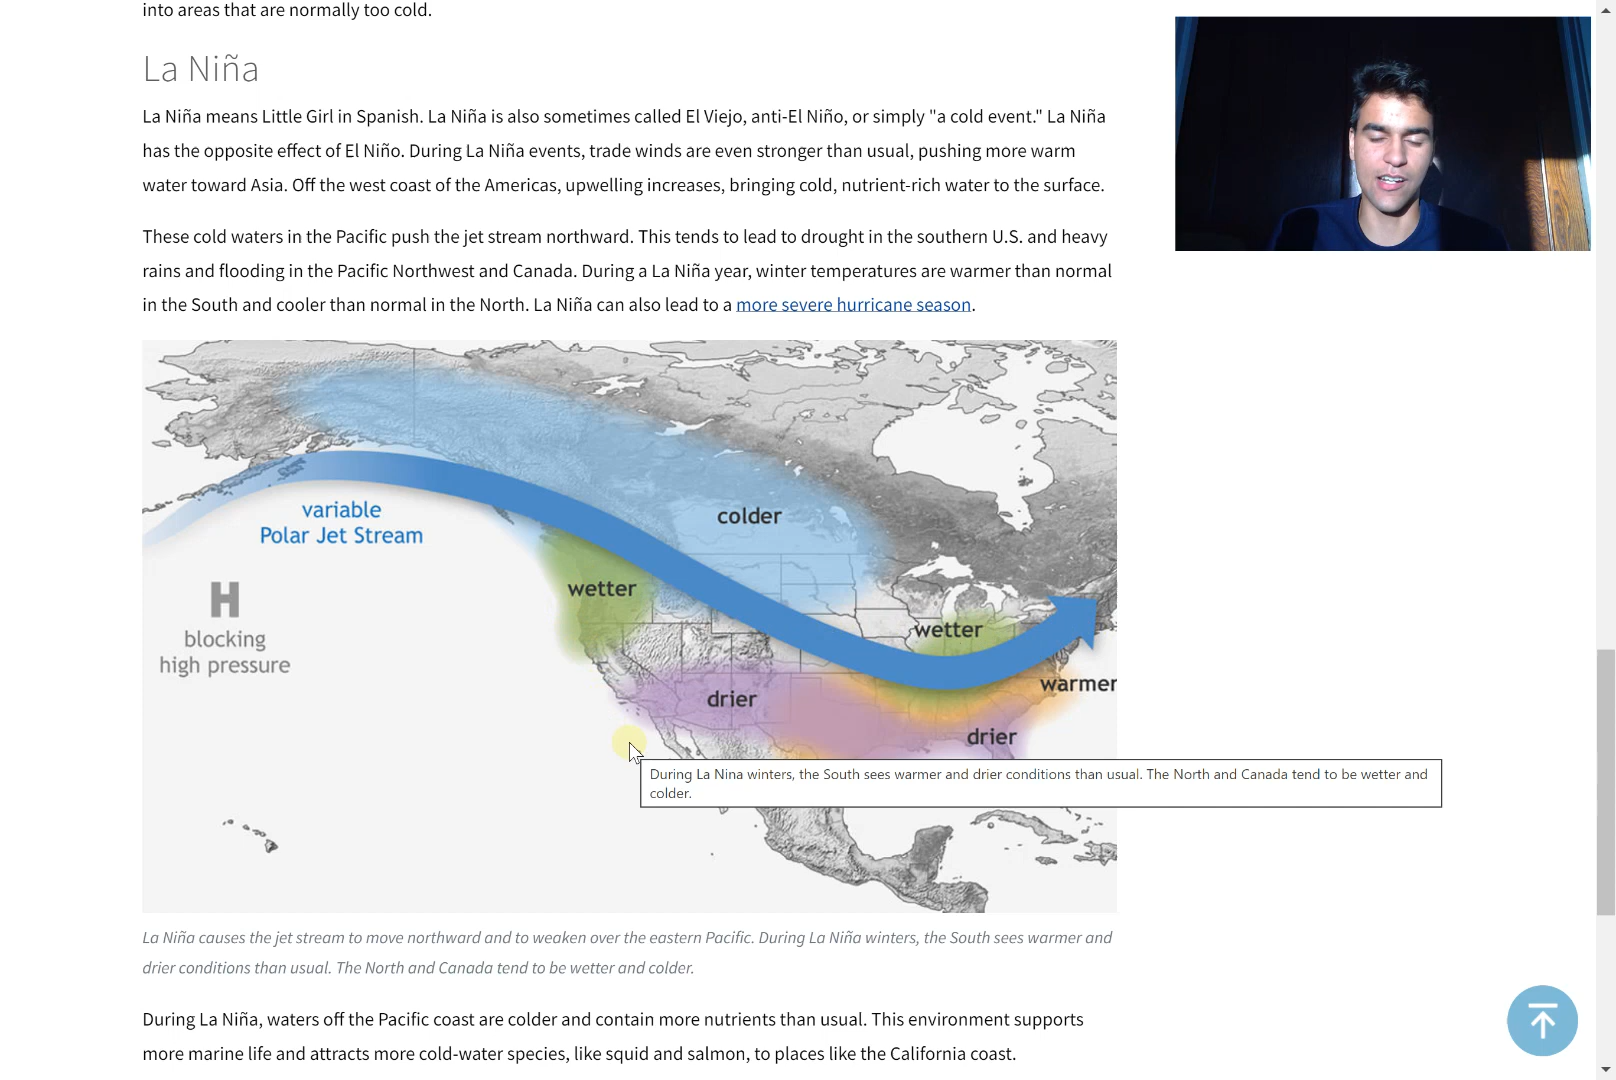 into areas that are normally too cold.
La Niña
La Niña means Little Girl in Spanish. La Niña is also sometimes called El Viejo, anti-El Niño, or simply "a cold event." La Niña
has the opposite effect of El Niño. During La Niña events, trade winds are even stronger than usual, pushing more warm
water toward Asia. Off the west coast of the Americas, upwelling increases, bringing cold, nutrient-rich water to the surface.
These cold waters in the Pacific push the jet stream northward. This tends to lead to drought in the southern U.S. and heavy
rains and flooding in the Pacific Northwest and Canada. During a La Niña year, winter temperatures are warmer than normal
in the South and cooler than normal in the North. La Niña can also lead to a more severe hurricane season.
variable
Polar Jet Stream
colder
wetter
H
blocking
high pressure
wetter
warmer
drier
drier
During La Nina winters, the South sees warmer and drier conditions than usual. The North and Canada tend to be wetter and
colder.
La Niña causes the jet stream to move northward and to weaken over the eastern Pacific. During La Niña winters, the South sees warmer and
drier conditions than usual. The North and Canada tend to be wetter and colder.
During La Niña, waters off the Pacific coast are colder and contain more nutrients than usual. This environment supports
more marine life and attracts more cold-water species, like squid and salmon, to places like the California coast.